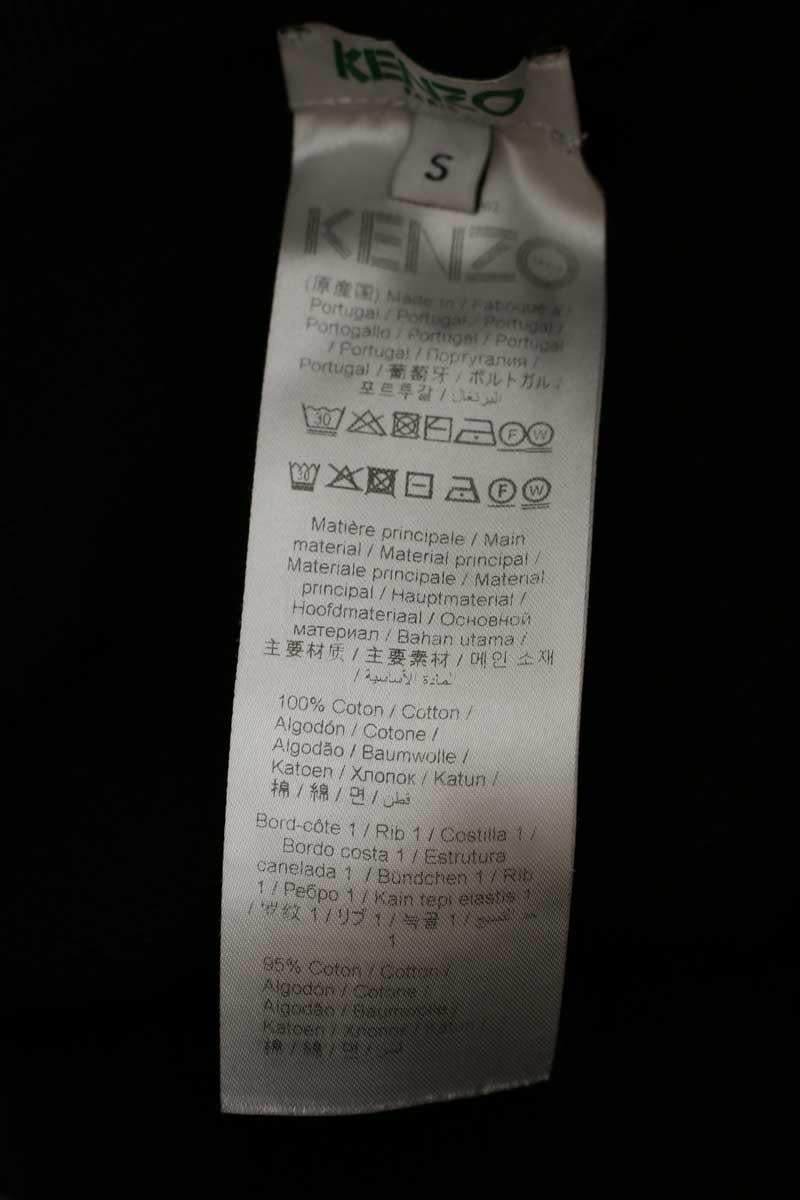 KENZO
S
KENZO
(原産国) Made in / Fabriqué à /
Portugal / Portugal / Portugal /
Portogallo / Portugal / Portugal
/ Portugal / Португалия /
Portugal / 葡萄牙 / ポルトガル /
포르투갈 / البرتغال
30 F W
30 F W
Matière principale / Main
material / Material principal /
Materiale principale / Material
principal / Hauptmaterial /
Hoofdmateriaal / Основной
материал / Bahan utama /
主要材质 / 主要素材 / 메인 소재
/ المادة الأساسية
100% Coton / Cotton /
Algodón / Cotone /
Algodão / Baumwolle /
Katoen / Хлопок / Katun /
棉 / 綿 / 면 / قطن
Bord-côte 1 / Rib 1 / Costilla 1 /
Bordo costa 1 / Estrutura
canelada 1 / Bündchen 1 / Rib
1 / Ребро 1 / Kain tepi elastis 1
/ 罗纹 1 / リブ 1 / 늑골 1 /
1
95% Coton / Cotton /
Algodón / Cotone /
Algodão / Baumwolle /
Katoen / Хлопок / Katun /
棉 / 綿 / 면 / قطن